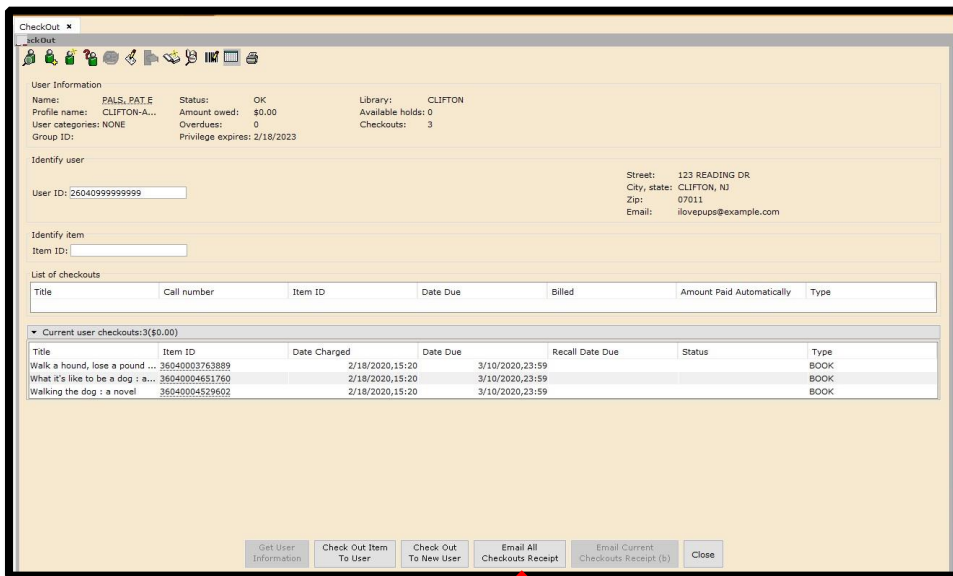 CheckOut
ckOut
User Information
Name: PALS, PAT E Status: OK Library: CLIFTON
Profile name: CLIFTON-A... Amount owed: $0.00 Available holds: 0
User categories: NONE Overdues: 0 Checkouts: 3
Group ID: Privilege expires: 2/18/2023
Identify user
User ID: 26040999999999
Street: 123 READING DR
City, state: CLIFTON, NJ
Zip: 07011
Email: ilovepups@example.com
Identify item
Item ID:
List of checkouts
Title Call number Item ID Date Due Billed Amount Paid Automatically Type
Current user checkouts:3($0.00)
Title Item ID Date Charged Date Due Recall Date Due Status Type
Walk a hound, lose a pound ... 36040003763889 2/18/2020,15:20 3/10/2020,23:59 BOOK
What it's like to be a dog : a... 36040004651760 2/18/2020,15:20 3/10/2020,23:59 BOOK
Walking the dog : a novel 36040004529602 2/18/2020,15:20 3/10/2020,23:59 BOOK
Get User Information
Check Out Item To User
Check Out To New User
Email All Checkouts Receipt
Email Current Checkouts Receipt (b)
Close